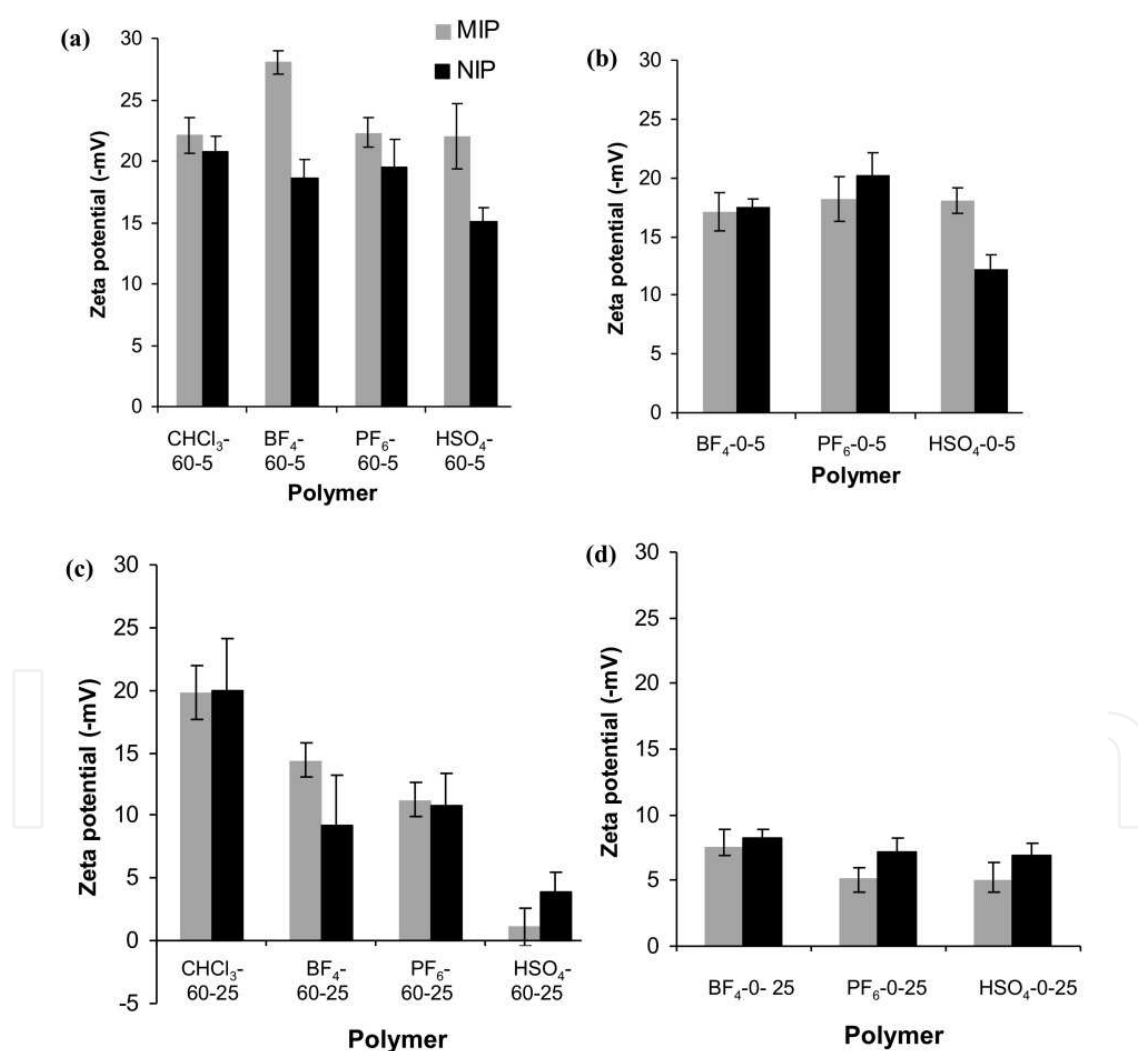 (a)
MIP
NIP
30
25
20
15
10
5
0
Zeta potential (-mV)
CHCl₃-
60-5
BF₄-
60-5
PF₆-
60-5
HSO₄-
60-5
Polymer
(b)
30
25
20
15
10
5
0
Zeta potential (-mV)
BF₄-0-5
PF₆-0-5
HSO₄-0-5
Polymer
(c)
30
25
20
15
10
5
0
-5
Zeta potential (-mV)
CHCl₃-
60-25
BF₄-
60-25
PF₆-
60-25
HSO₄-
60-25
Polymer
(d)
30
25
20
15
10
5
0
Zeta potential (-mV)
BF₄-0- 25
PF₆-0-25
HSO₄-0-25
Polymer